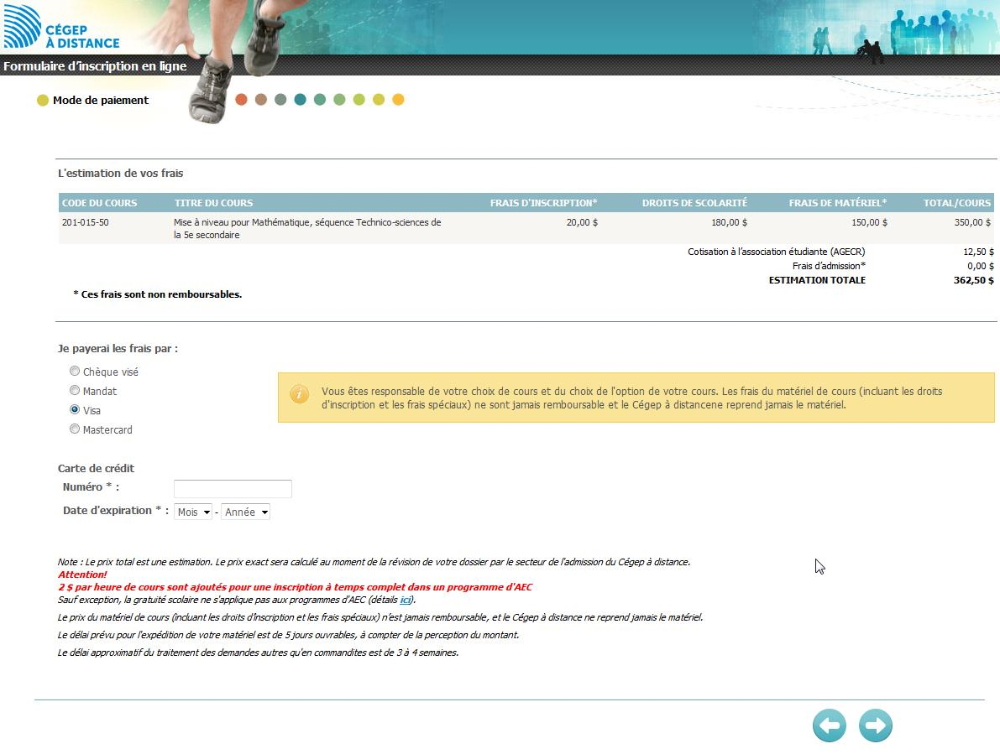 CÉGEP
À DISTANCE
Formulaire d'inscription en ligne
Mode de paiement
L'estimation de vos frais
CODE DU COURS TITRE DU COURS FRAIS D'INSCRIPTION* DROITS DE SCOLARITÉ FRAIS DE MATÉRIEL* TOTAL/COURS
201-015-50 Mise à niveau pour Mathématique, séquence Technico-sciences de 20,00 $ 180,00 $ 150,00 $ 350,00 $
la 5e secondaire
Cotisation à l'association étudiante (AGECR) 12,50 $
Frais d'admission* 0,00 $
ESTIMATION TOTALE 362,50 $
* Ces frais sont non remboursables.
Je payerai les frais par :
Chèque visé
Mandat
Visa
Mastercard
i
Vous êtes responsable de votre choix de cours et du choix de l'option de votre cours. Les frais du matériel de cours (incluant les droits
d'inscription et les frais spéciaux) ne sont jamais remboursable et le Cégep à distancene reprend jamais le matériel.
Carte de crédit
Numéro * :
Date d'expiration * : Mois - Année
Note : Le prix total est une estimation. Le prix exact sera calculé au moment de la révision de votre dossier par le secteur de l'admission du Cégep à distance.
Attention!
2 $ par heure de cours sont ajoutés pour une inscription à temps complet dans un programme d'AEC
Sauf exception, la gratuité scolaire ne s'applique pas aux programmes d'AEC (détails ici).
Le prix du matériel de cours (incluant les droits d'inscription et les frais spéciaux) n'est jamais remboursable, et le Cégep à distance ne reprend jamais le matériel.
Le délai prévu pour l'expédition de votre matériel est de 5 jours ouvrables, à compter de la perception du montant.
Le délai approximatif du traitement des demandes autres qu'en commandites est de 3 à 4 semaines.